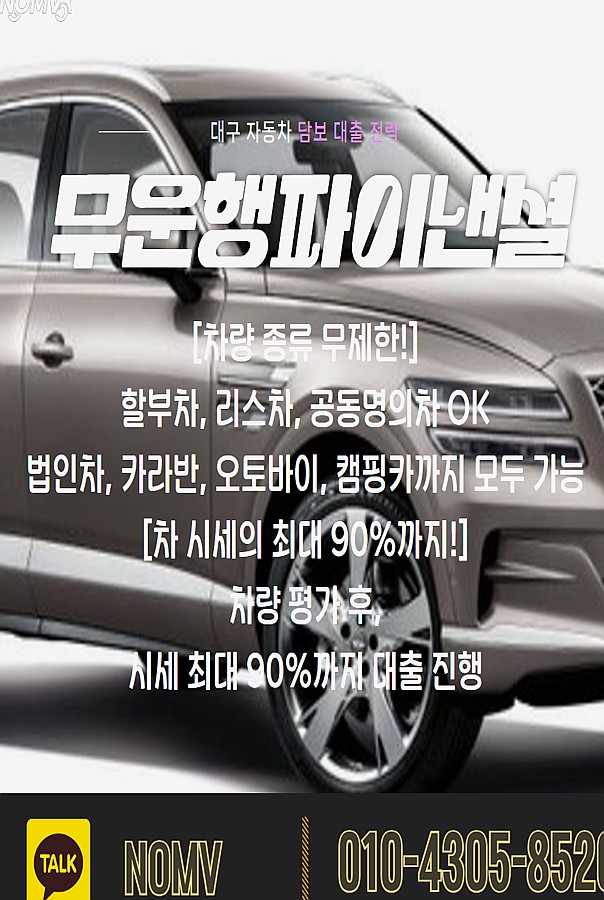 NOMV
대구 자동차 담보 대출 전략
무운행파이낸셜
[차량 종류 무제한!]
할부차, 리스차, 공동명의차 OK
법인차, 카라반, 오토바이, 캠핑카까지 모두 가능
[차 시세의 최대 90%까지!]
차량 평가 후,
시세 최대 90%까지 대출 진행
TALK
NOMV
010-4305-8520